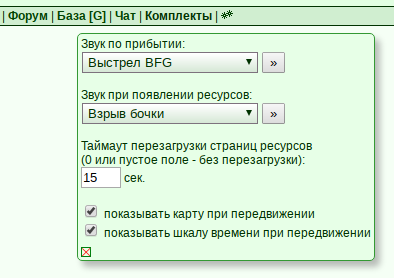 | Форум | База [G] | Чат | Комплекты |
Звук по прибытии:
Выстрел BFG
»
Звук при появлении ресурсов:
Взрыв бочки
»
Таймаут перезагрузки страниц ресурсов
(0 или пустое поле - без перезагрузки):
15 сек.
показывать карту при передвижении
показывать шкалу времени при передвижении